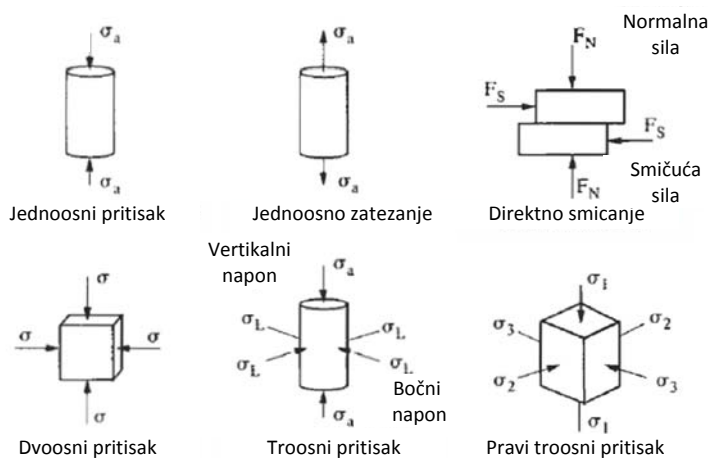 σa
σa
Jednoosni pritisak
σa
σa
Jednoosno zatezanje
FN
Normalna
sila
FS
FS
FN
Smičuća
sila
Direktno smicanje
σ
σ
σ
σ
Dvoosni pritisak
Vertikalni
napon
σa
σL
σL
σL
σL
Bočni
napon
σa
Troosni pritisak
σ1
σ3
σ2
σ2
σ3
σ1
Pravi troosni pritisak